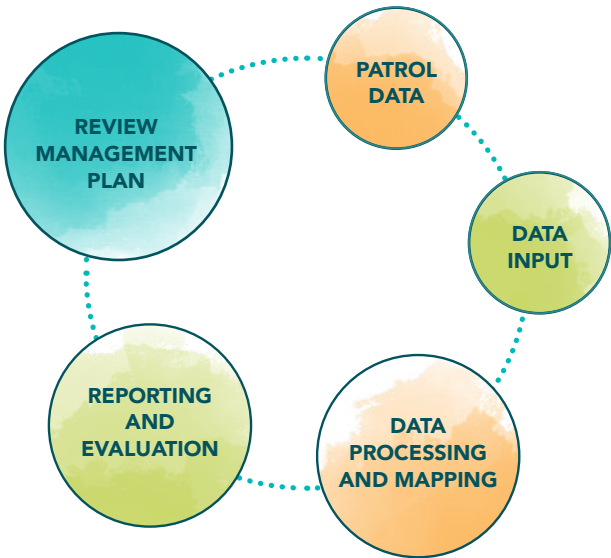 PATROL
DATA
REVIEW
MANAGEMENT
PLAN
DATA
INPUT
REPORTING
AND
EVALUATION
DATA
PROCESSING
AND MAPPING